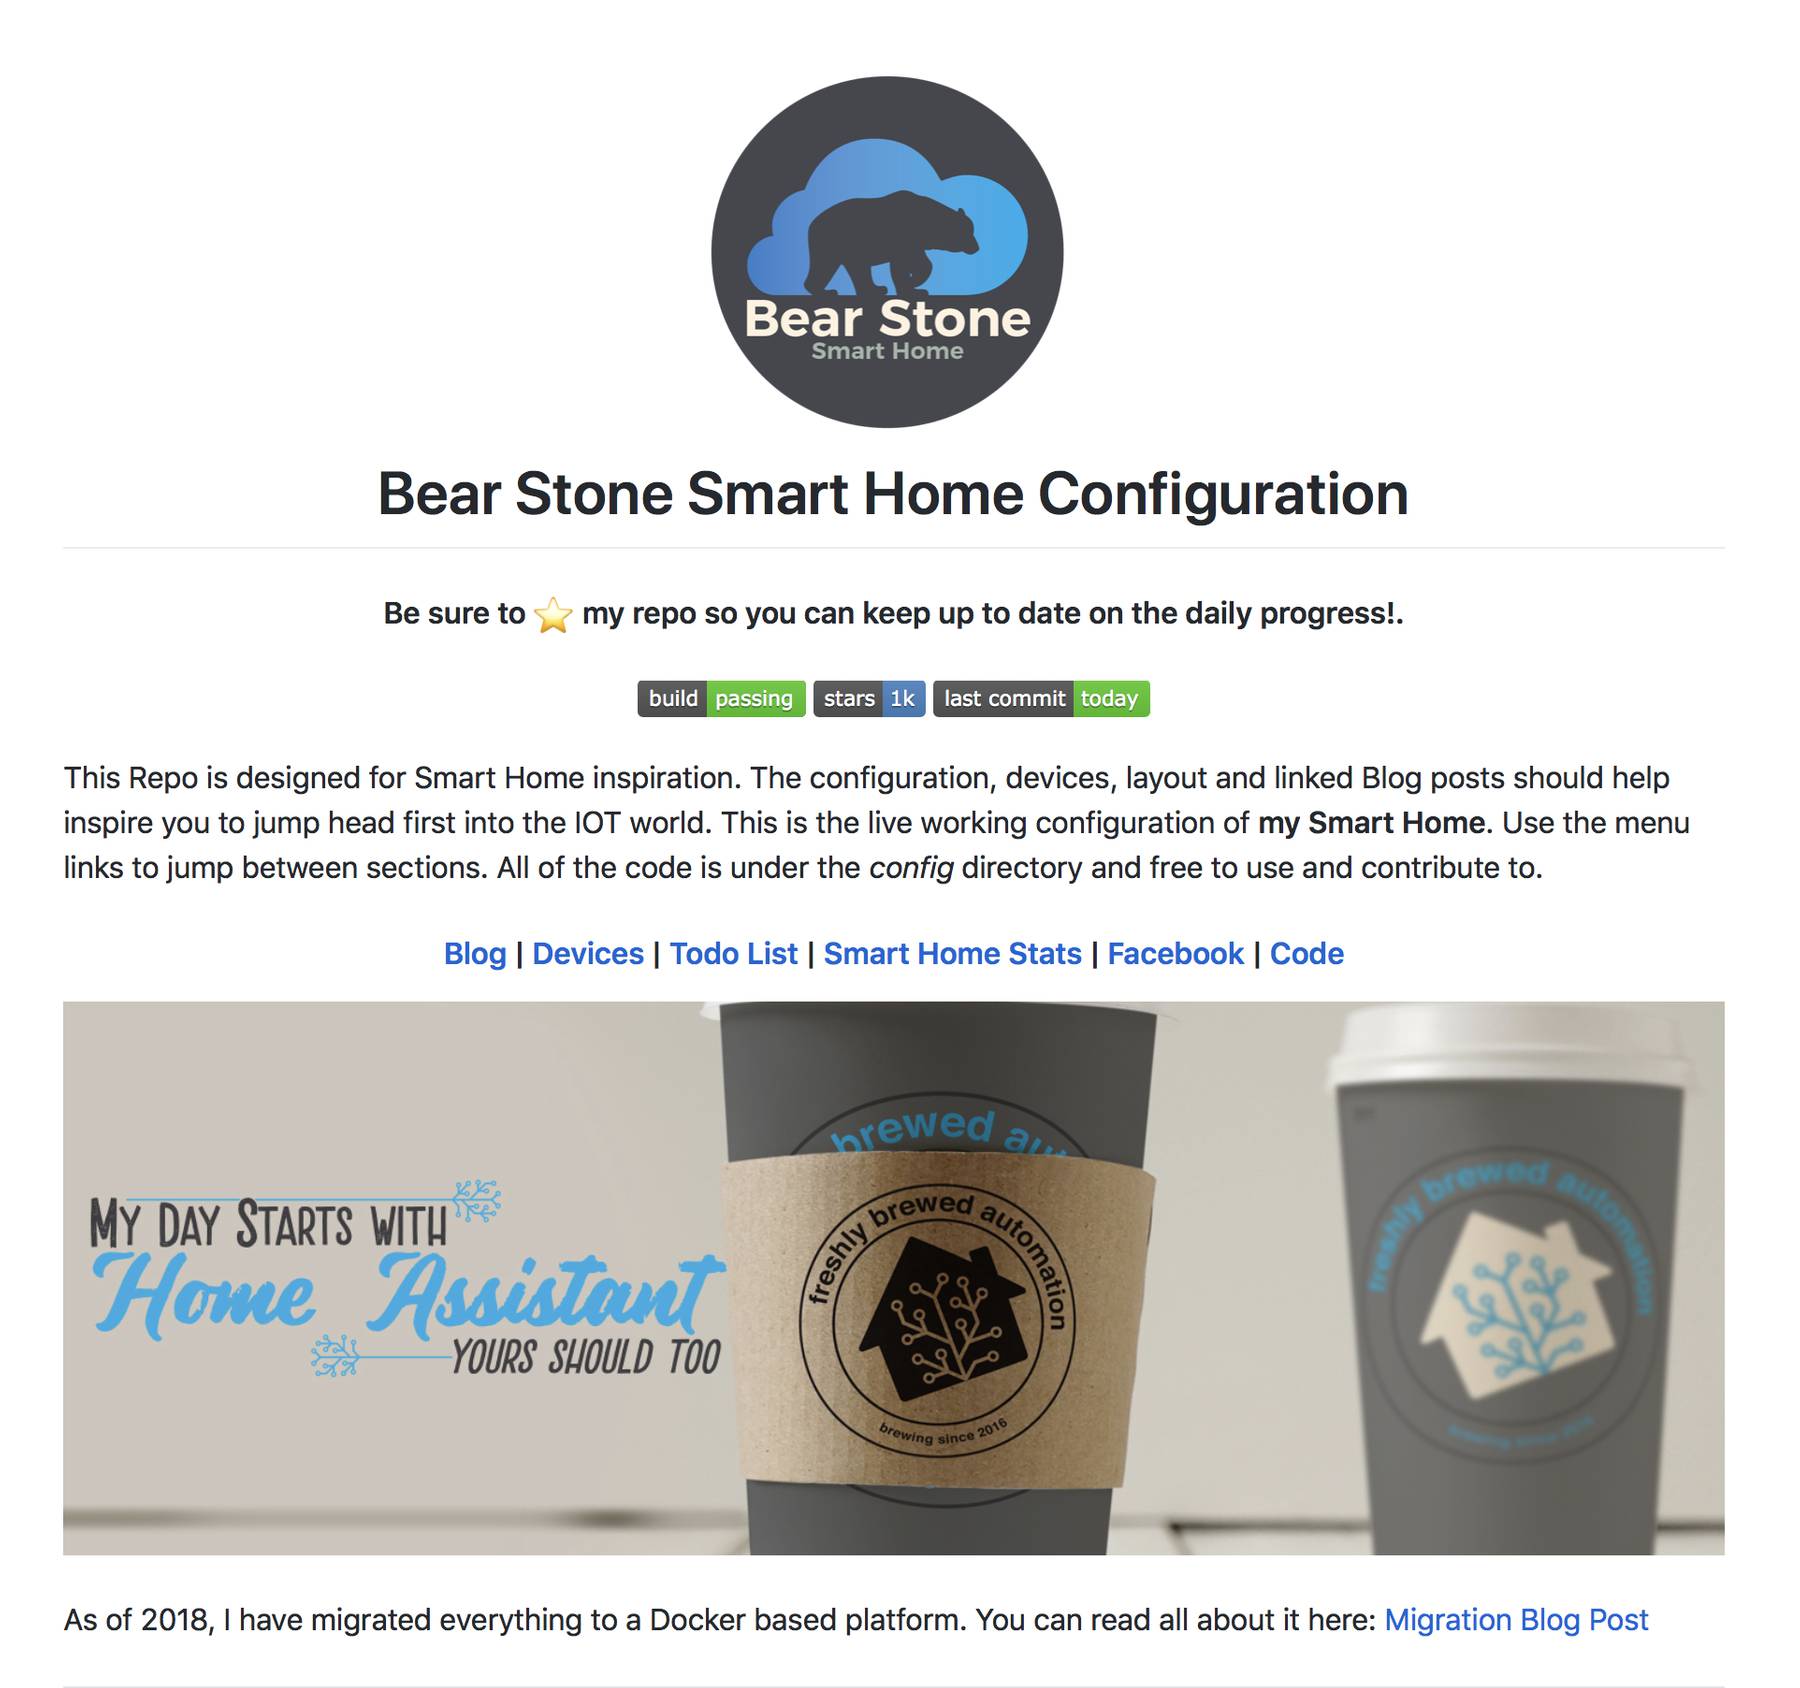 Bear Stone
Smart Home
Bear Stone Smart Home Configuration
Be sure to ⭐ my repo so you can keep up to date on the daily progress!.
build passing stars 1k last commit today
This Repo is designed for Smart Home inspiration. The configuration, devices, layout and linked Blog posts should help
inspire you to jump head first into the IOT world. This is the live working configuration of my Smart Home. Use the menu
links to jump between sections. All of the code is under the config directory and free to use and contribute to.
Blog | Devices | Todo List | Smart Home Stats | Facebook | Code
MY DAY STARTS WITH
Home Assistant
YOURS SHOULD TOO
brewed
freshly brewed automation
brewing since 2016
freshly brewed automation
brewing since 2016
As of 2018, I have migrated everything to a Docker based platform. You can read all about it here: Migration Blog Post